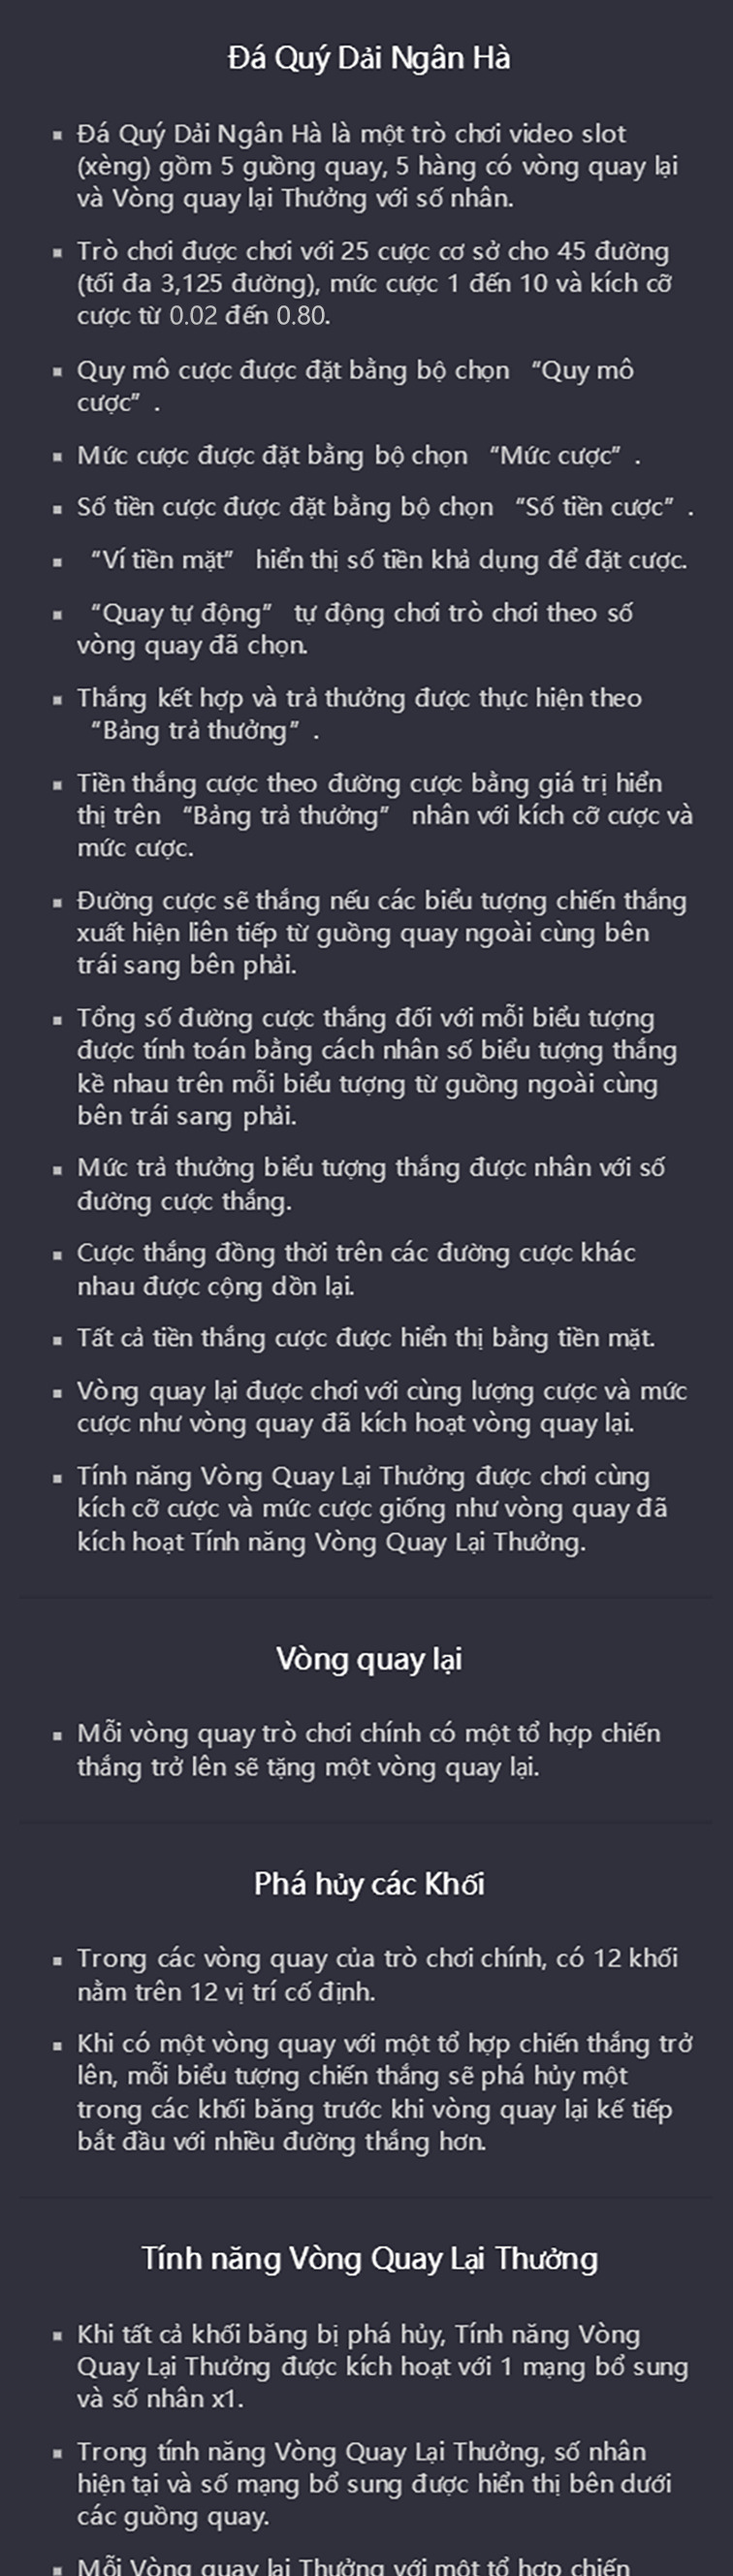 Đá Quý Dải Ngân Hà
▪ Đá Quý Dải Ngân Hà là một trò chơi video slot
(xèng) gồm 5 guồng quay, 5 hàng có vòng quay lại
và Vòng quay lại Thưởng với số nhân.
▪ Trò chơi được chơi với 25 cược cơ sở cho 45 đường
(tối đa 3,125 đường), mức cược 1 đến 10 và kích cỡ
cược từ 0.02 đến 0.80.
▪ Quy mô cược được đặt bằng bộ chọn “Quy mô
cược”.
▪ Mức cược được đặt bằng bộ chọn “Mức cược”.
▪ Số tiền cược được đặt bằng bộ chọn “Số tiền cược”.
▪ “Ví tiền mặt” hiển thị số tiền khả dụng để đặt cược.
▪ “Quay tự động” tự động chơi trò chơi theo số
vòng quay đã chọn.
▪ Thắng kết hợp và trả thưởng được thực hiện theo
“Bảng trả thưởng”.
▪ Tiền thắng cược theo đường cược bằng giá trị hiển
thị trên “Bảng trả thưởng” nhân với kích cỡ cược và
mức cược.
▪ Đường cược sẽ thắng nếu các biểu tượng chiến thắng
xuất hiện liên tiếp từ guồng quay ngoài cùng bên
trái sang bên phải.
▪ Tổng số đường cược thắng đối với mỗi biểu tượng
được tính toán bằng cách nhân số biểu tượng thắng
kề nhau trên mỗi biểu tượng từ guồng ngoài cùng
bên trái sang phải.
▪ Mức trả thưởng biểu tượng thắng được nhân với số
đường cược thắng.
▪ Cược thắng đồng thời trên các đường cược khác
nhau được cộng dồn lại.
▪ Tất cả tiền thắng cược được hiển thị bằng tiền mặt.
▪ Vòng quay lại được chơi với cùng lượng cược và mức
cược như vòng quay đã kích hoạt vòng quay lại.
▪ Tính năng Vòng Quay Lại Thưởng được chơi cùng
kích cỡ cược và mức cược giống như vòng quay đã
kích hoạt Tính năng Vòng Quay Lại Thưởng.
Vòng quay lại
▪ Mỗi vòng quay trò chơi chính có một tổ hợp chiến
thắng trở lên sẽ tặng một vòng quay lại.
Phá hủy các Khối
▪ Trong các vòng quay của trò chơi chính, có 12 khối
nằm trên 12 vị trí cố định.
▪ Khi có một vòng quay với một tổ hợp chiến thắng trở
lên, mỗi biểu tượng chiến thắng sẽ phá hủy một
trong các khối băng trước khi vòng quay lại kế tiếp
bắt đầu với nhiều đường thắng hơn.
Tính năng Vòng Quay Lại Thưởng
▪ Khi tất cả khối băng bị phá hủy, Tính năng Vòng
Quay Lại Thưởng được kích hoạt với 1 mạng bổ sung
và số nhân x1.
▪ Trong tính năng Vòng Quay Lại Thưởng, số nhân
hiện tại và số mạng bổ sung được hiển thị bên dưới
các guồng quay.
▪ Mỗi Vòng quay lại Thưởng với một tổ hợp chiến